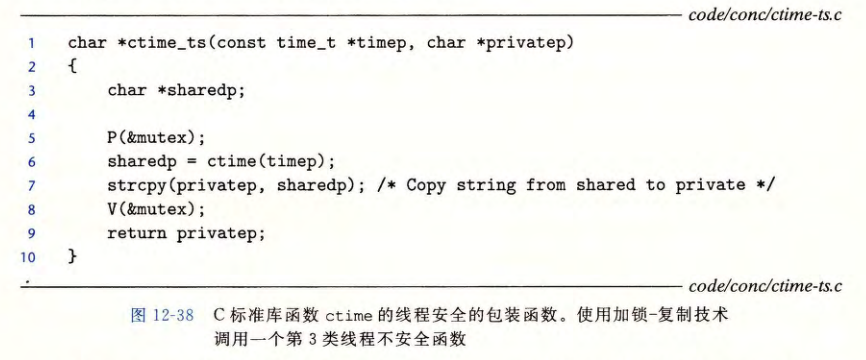 code/conc/ctime-ts.c
1 char *ctime_ts(const time_t *timep, char *privatep)
2 {
3 char *sharedp;
4
5 P(&mutex);
6 sharedp = ctime(timep);
7 strcpy(privatep, sharedp); /* Copy string from shared to private */
8 V(&mutex);
9 return privatep;
10 }
code/conc/ctime-ts.c
图 12-38 C 标准库函数 ctime 的线程安全的包装函数。使用加锁-复制技术
调用一个第 3 类线程不安全函数